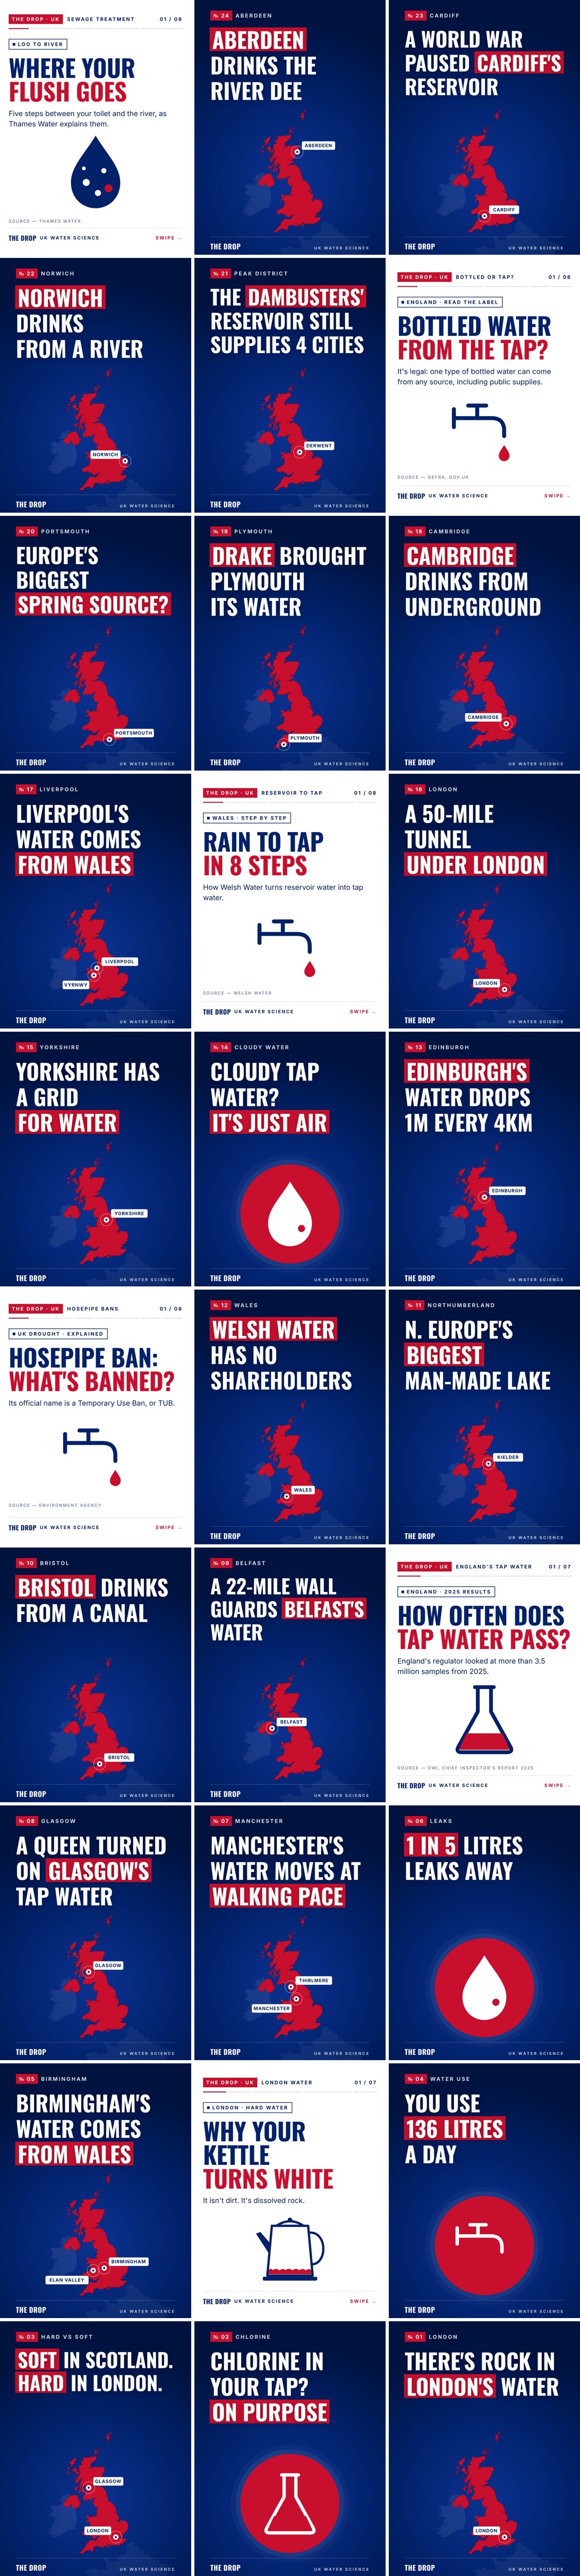 THE DROP · UK SEWAGE TREATMENT 01 / 08
LOO TO RIVER
WHERE YOUR
FLUSH GOES
Five steps between your toilet and the river, as
Thames Water explains them.
SOURCE — THAMES WATER
THE DROP UK WATER SCIENCE SWIPE →
№ 24 ABERDEEN
ABERDEEN
DRINKS THE
RIVER DEE
ABERDEEN
THE DROP UK WATER SCIENCE
№ 23 CARDIFF
A WORLD WAR
PAUSED CARDIFF'S
RESERVOIR
CARDIFF
THE DROP UK WATER SCIENCE
№ 22 NORWICH
NORWICH
DRINKS
FROM A RIVER
NORWICH
THE DROP UK WATER SCIENCE
№ 21 PEAK DISTRICT
THE DAMBUSTERS'
RESERVOIR STILL
SUPPLIES 4 CITIES
DERWENT
THE DROP UK WATER SCIENCE
THE DROP · UK BOTTLED OR TAP? 01 / 08
ENGLAND · READ THE LABEL
BOTTLED WATER
FROM THE TAP?
It's legal: one type of bottled water can come
from any source, including public supplies.
SOURCE — DEFRA, GOV.UK
THE DROP UK WATER SCIENCE SWIPE →
№ 20 PORTSMOUTH
EUROPE'S
BIGGEST
SPRING SOURCE?
PORTSMOUTH
THE DROP UK WATER SCIENCE
№ 19 PLYMOUTH
DRAKE BROUGHT
PLYMOUTH
ITS WATER
PLYMOUTH
THE DROP UK WATER SCIENCE
№ 18 CAMBRIDGE
CAMBRIDGE
DRINKS FROM
UNDERGROUND
CAMBRIDGE
THE DROP UK WATER SCIENCE
№ 17 LIVERPOOL
LIVERPOOL'S
WATER COMES
FROM WALES
LIVERPOOL
VYRNWY
THE DROP UK WATER SCIENCE
THE DROP · UK RESERVOIR TO TAP 01 / 08
WALES · STEP BY STEP
RAIN TO TAP
IN 8 STEPS
How Welsh Water turns reservoir water into tap
water.
SOURCE — WELSH WATER
THE DROP UK WATER SCIENCE SWIPE →
№ 16 LONDON
A 50-MILE
TUNNEL
UNDER LONDON
LONDON
THE DROP UK WATER SCIENCE
№ 15 YORKSHIRE
YORKSHIRE HAS
A GRID
FOR WATER
YORKSHIRE
THE DROP UK WATER SCIENCE
№ 14 CLOUDY WATER
CLOUDY TAP
WATER?
IT'S JUST AIR
THE DROP UK WATER SCIENCE
№ 13 EDINBURGH
EDINBURGH'S
WATER DROPS
1M EVERY 4KM
EDINBURGH
THE DROP UK WATER SCIENCE
THE DROP · UK HOSEPIPE BANS 01 / 08
UK DROUGHT · EXPLAINED
HOSEPIPE BAN:
WHAT'S BANNED?
Its official name is a Temporary Use Ban, or TUB.
SOURCE — ENVIRONMENT AGENCY
THE DROP UK WATER SCIENCE SWIPE →
№ 12 WALES
WELSH WATER
HAS NO
SHAREHOLDERS
WALES
THE DROP UK WATER SCIENCE
№ 11 NORTHUMBERLAND
N. EUROPE'S
BIGGEST
MAN-MADE LAKE
KIELDER
THE DROP UK WATER SCIENCE
№ 10 BRISTOL
BRISTOL DRINKS
FROM A CANAL
BRISTOL
THE DROP UK WATER SCIENCE
№ 09 BELFAST
A 22-MILE WALL
GUARDS BELFAST'S
WATER
BELFAST
THE DROP UK WATER SCIENCE
THE DROP · UK ENGLAND'S TAP WATER 01 / 07
ENGLAND · 2025 RESULTS
HOW OFTEN DOES
TAP WATER PASS?
England's regulator looked at more than 3.5
million samples from 2025.
SOURCE — DWI, CHIEF INSPECTOR'S REPORT 2025
THE DROP UK WATER SCIENCE SWIPE →
№ 08 GLASGOW
A QUEEN TURNED
ON GLASGOW'S
TAP WATER
GLASGOW
THE DROP UK WATER SCIENCE
№ 07 MANCHESTER
MANCHESTER'S
WATER MOVES AT
WALKING PACE
THIRLMERE
MANCHESTER
THE DROP UK WATER SCIENCE
№ 06 LEAKS
1 IN 5 LITRES
LEAKS AWAY
THE DROP UK WATER SCIENCE
№ 05 BIRMINGHAM
BIRMINGHAM'S
WATER COMES
FROM WALES
BIRMINGHAM
ELAN VALLEY
THE DROP UK WATER SCIENCE
THE DROP · UK LONDON WATER 01 / 07
LONDON · HARD WATER
WHY YOUR
KETTLE
TURNS WHITE
It isn't dirt. It's dissolved rock.
THE DROP UK WATER SCIENCE SWIPE →
№ 04 WATER USE
YOU USE
136 LITRES
A DAY
THE DROP UK WATER SCIENCE
№ 03 HARD VS SOFT
SOFT IN SCOTLAND.
HARD IN LONDON.
GLASGOW
LONDON
THE DROP UK WATER SCIENCE
№ 02 CHLORINE
CHLORINE IN
YOUR TAP?
ON PURPOSE
THE DROP UK WATER SCIENCE
№ 01 LONDON
THERE'S ROCK IN
LONDON'S WATER
LONDON
THE DROP UK WATER SCIENCE